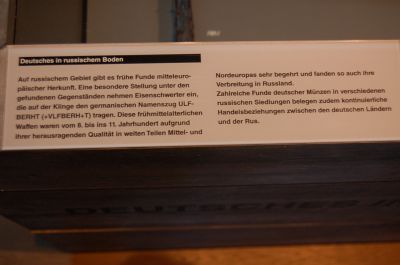 Deutsches in russischem Boden
Auf russischem Gebiet gibt es frühe Funde mitteleuro-
päischer Herkunft. Eine besondere Stellung unter den
gefundenen Gegenständen nehmen Eisenschwerter ein,
die auf der Klinge den germanischen Namenszug ULF-
BERHT (+VLFBERH+T) tragen. Diese frühmittelalterlichen
Waffen waren vom 8. bis ins 11. Jahrhundert aufgrund
ihrer herausragenden Qualität in weiten Teilen Mittel- und
Nordeuropas sehr begehrt und fanden so auch ihre
Verbreitung in Russland.
Zahlreiche Funde deutscher Münzen in verschiedenen
russischen Siedlungen belegen zudem kontinuierliche
Handelsbeziehungen zwischen den deutschen Ländern
und der Rus.
DEUTSCHES